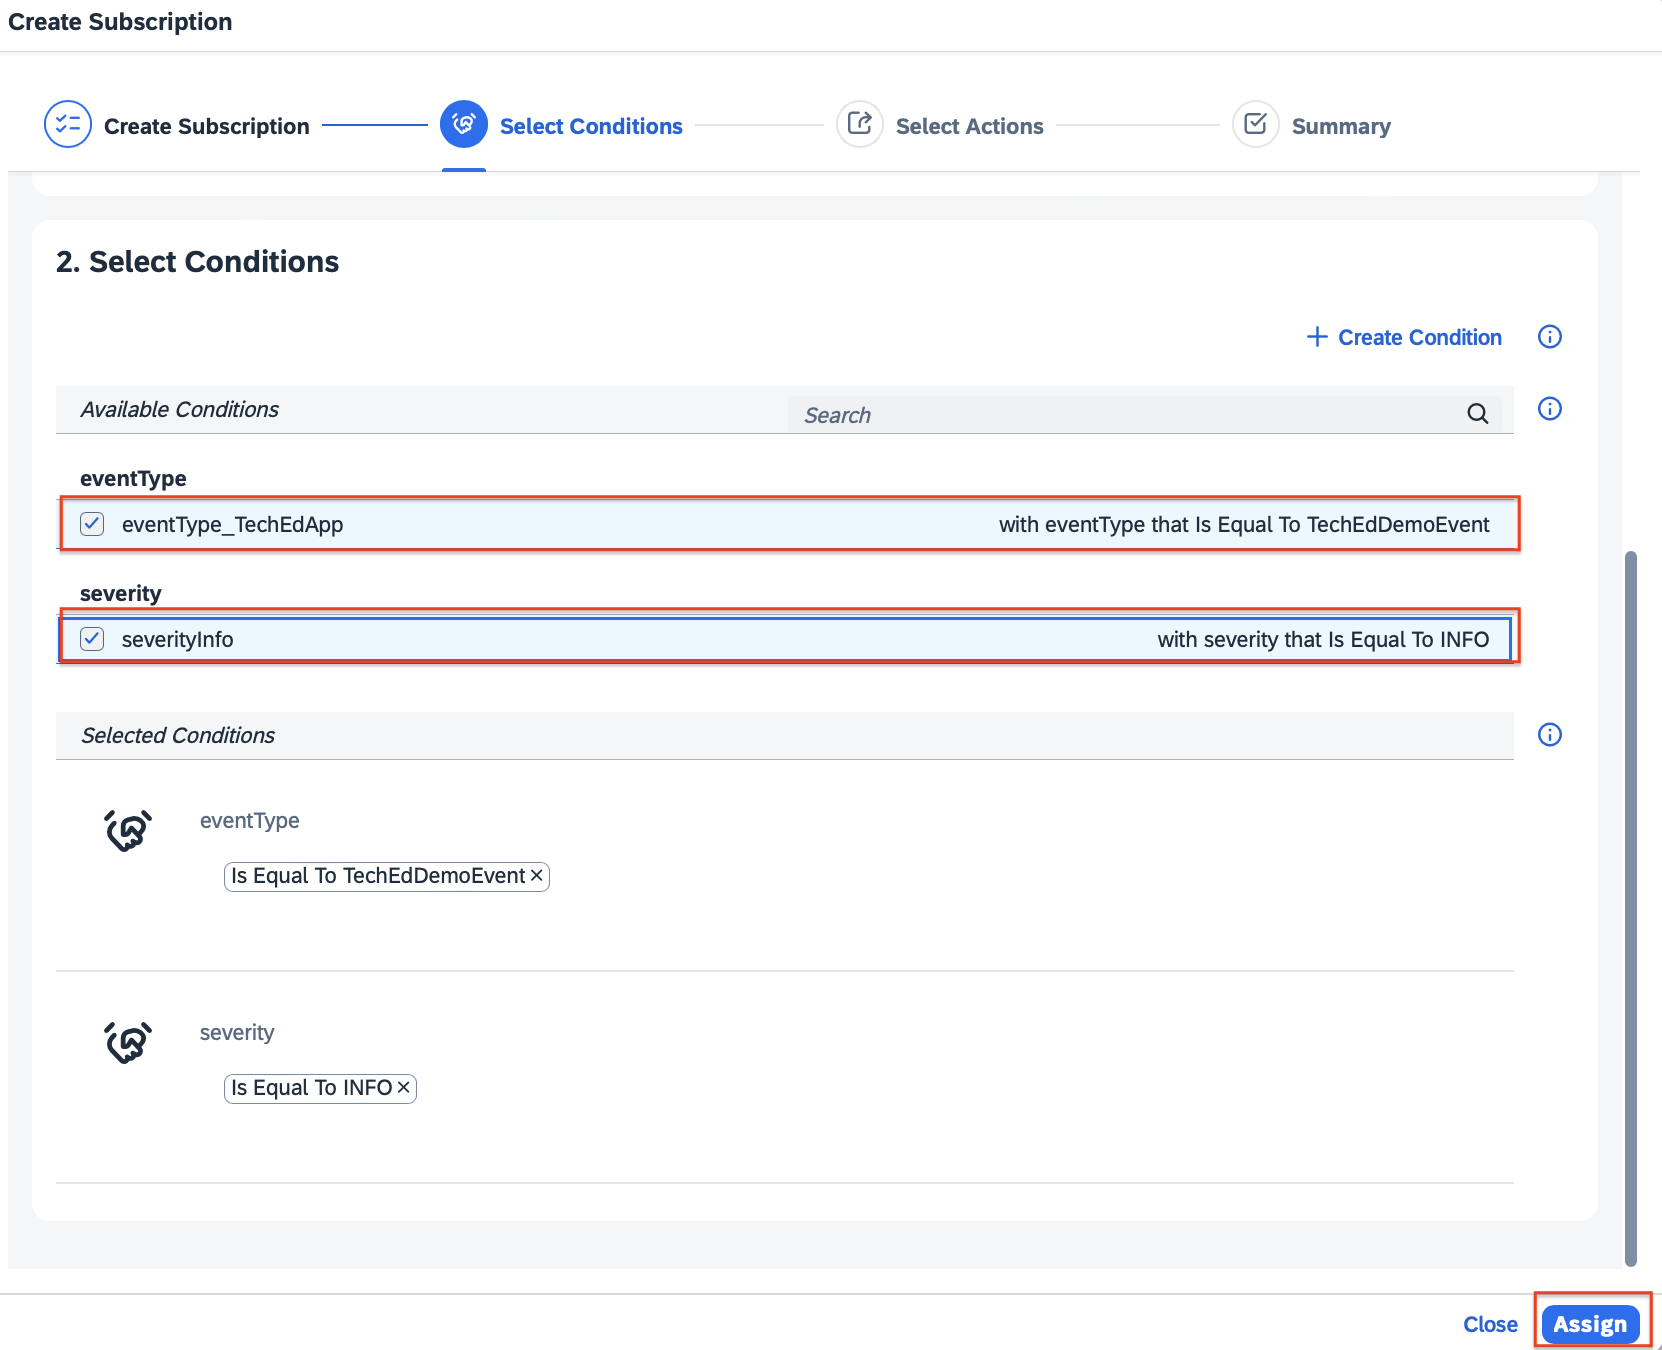 Create Subscription
Create Subscription
Select Conditions
Select Actions
Summary
2. Select Conditions
Create Condition
Available Conditions
Search
eventType
eventType_TechEdApp
with eventType that Is Equal To TechEdDemoEvent
severity
severityInfo
with severity that Is Equal To INFO
Selected Conditions
eventType
Is Equal To TechEdDemoEvent
severity
Is Equal To INFO
Close
Assign